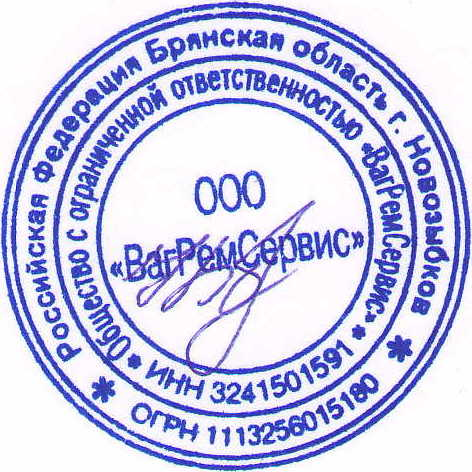 Российская Федерация Брянская область г. Новозыбков
* ОГРН 1113256015180 *
Общество с ограниченной ответственностью «ВагРемСервис»
* ИНН 3241501591 *
ООО
«ВагРемСервис»